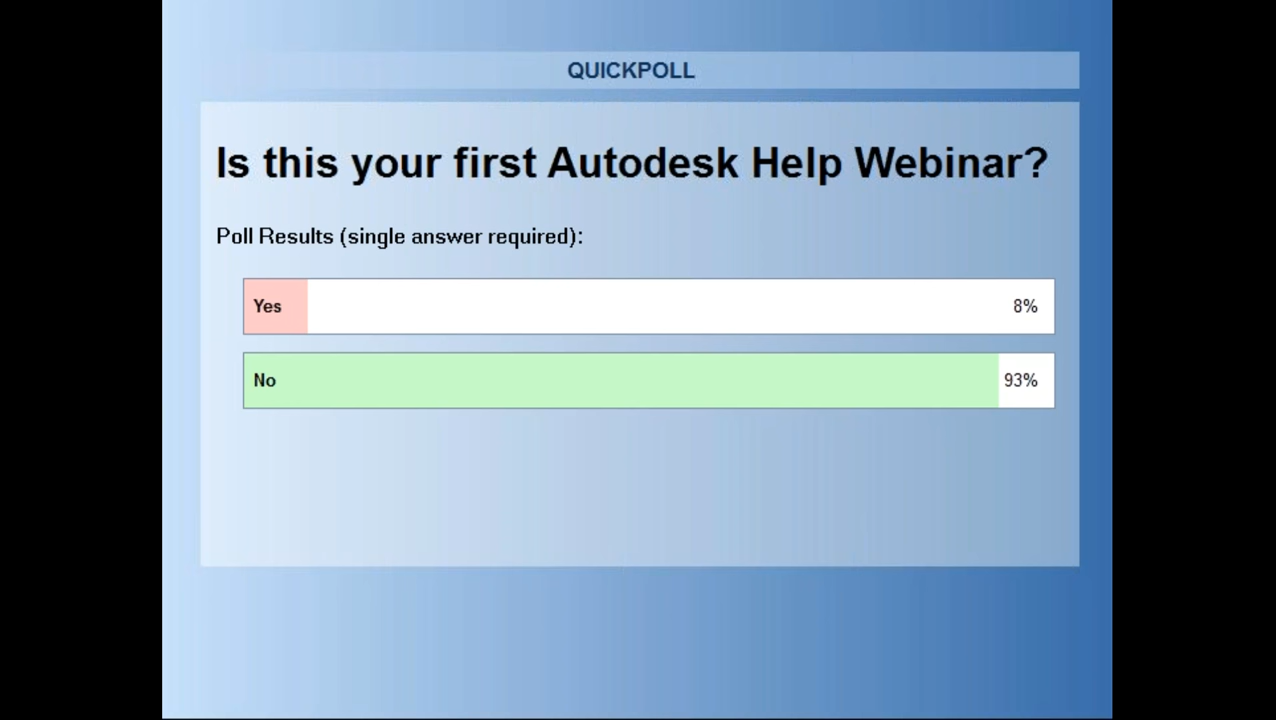 QUICKPOLL
Is this your first Autodesk Help Webinar?
Poll Results (single answer required):
Yes 8%
No 93%